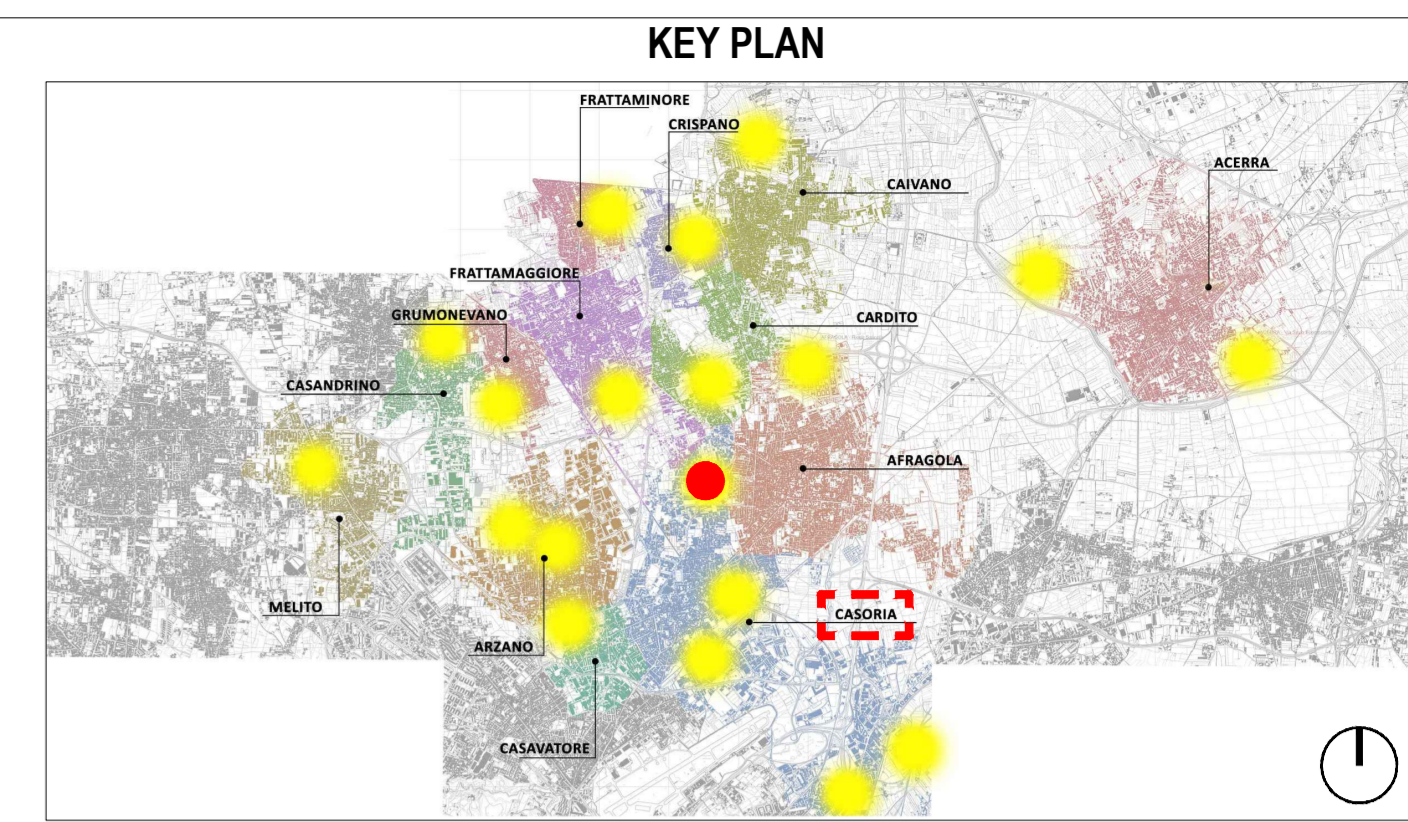 KEY PLAN
FRATTAMINORE
CRISPANO
ACERRA
CAIVANO
FRATTAMAGGIORE
GRUMONEVANO
CARDITO
CASANDRINO
AFRAGOLA
MELITO
CASORIA
ARZANO
CASAVATORE